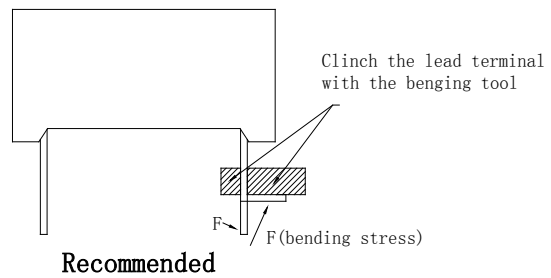 Clinch the lead terminal
with the benging tool
F
F(bending stress)
Recommended